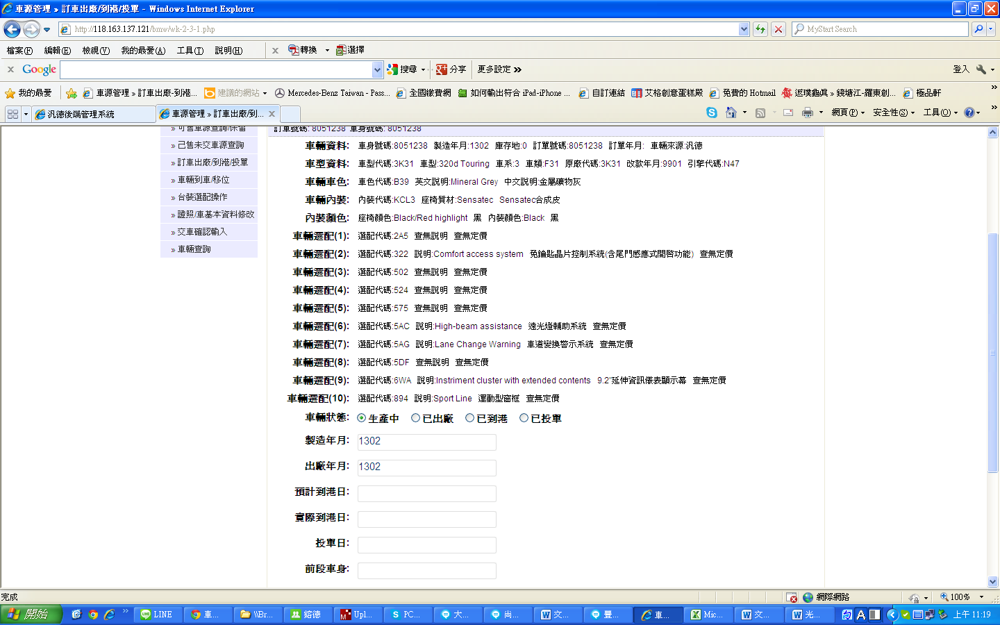 車源管理 » 訂車出廠/到港/投單 - Windows Internet Explorer
http://118.163.137.121/bmw/wk-2-3-1.php
MyStart Search
檔案(F) 編輯(E) 檢視(V) 我的最愛(A) 工具(T) 說明(H)
轉換 選擇
Google 搜尋 分享 更多設定 » 登入
我的最愛 車源管理 » 訂車出廠-到港... 建議的網站 Mercedes-Benz Taiwan - Pass... 全國繳費網 如何輸出符合 iPad-iPhone ... 自訂連結 艾格創意蛋糕殿 免費的 Hotmail 返璞龜眞 » 錢塘江-羅東創... 極品軒
汎德後端管理系統 車源管理 » 訂車出廠/到...
網頁(P) 安全性(S) 工具(O)
» 可售車源查詢/保留
» 己售未交車源查詢
» 訂車出廠/到港/投單
» 車輛到車/移位
» 台裝選配操作
» 證照/車基本資料修改
» 交車確認輸入
» 車輛查詢
訂車號碼: 8051238 車身號碼: 8051238
車輛資料: 車身號碼:8051238 製造年月:1302 庫存地:0 訂單號碼:8051238 訂單年月: 車輛來源:汎德
車型資料: 車型代碼:3K31 車型:320d Touring 車系:3 車類:F31 原廠代碼:3K31 改款年月:9901 引擎代碼:N47
車輛車色: 車色代碼:B39 英文說明:Mineral Grey 中文說明:金屬礦物灰
車輛內裝: 內裝代碼:KCL3 座椅質材:Sensatec Sensatec合成皮
內裝顏色: 座椅顏色:Black/Red highlight 黑 內裝顏色:Black 黑
車輛選配(1): 選配代碼:2A5 查無說明 查無定價
車輛選配(2): 選配代碼:322 說明:Comfort access system 免鑰匙晶片控制系統(含尾門感應式開啓功能) 查無定價
車輛選配(3): 選配代碼:502 查無說明 查無定價
車輛選配(4): 選配代碼:524 查無說明 查無定價
車輛選配(5): 選配代碼:575 查無說明 查無定價
車輛選配(6): 選配代碼:5AC 說明:High-beam assistance 遠光燈輔助系統 查無定價
車輛選配(7): 選配代碼:5AG 說明:Lane Change Warning 車道變換警示系統 查無定價
車輛選配(8): 選配代碼:5DF 查無說明 查無定價
車輛選配(9): 選配代碼:6WA 說明:Instriment cluster with extended contents 9.2"延伸資訊儀表顯示幕 查無定價
車輛選配(10): 選配代碼:894 說明:Sport Line 運動型窗框 查無定價
車輛狀態: 生產中 已出廠 已到港 已投單
製造年月: 1302
出廠年月: 1302
預計到港日:
實際到港日:
投單日:
前段車身:
完成 網際網路 100%
開始 LINE 車... \\Br... 鎔德 Upl... PC... 大... 尚... 文... 豐... 車... Mic... 文... 光... A 上午 11:19